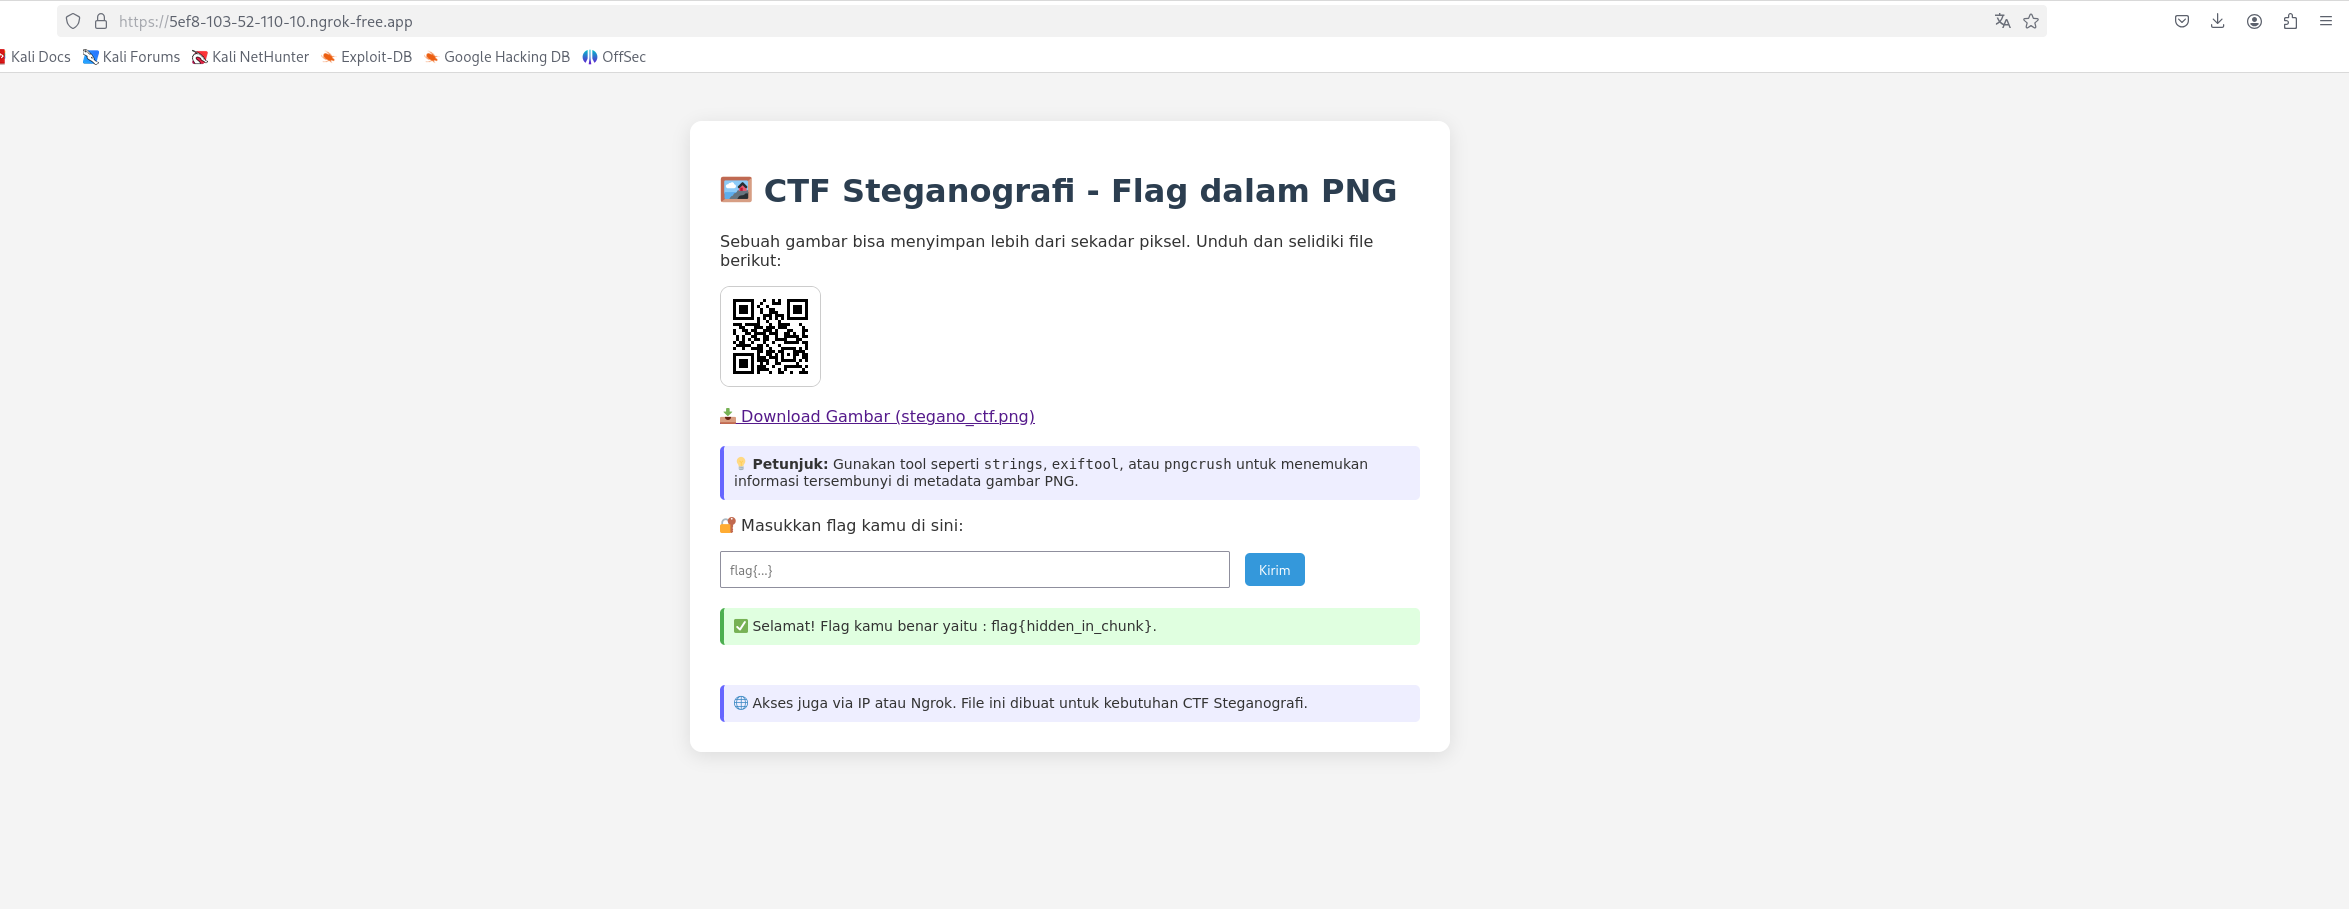 https://5ef8-103-52-110-10.ngrok-free.app
Kali Docs Kali Forums Kali NetHunter Exploit-DB Google Hacking DB OffSec
CTF Steganografi - Flag dalam PNG
Sebuah gambar bisa menyimpan lebih dari sekadar piksel. Unduh dan selidiki file
berikut:
Download Gambar (stegano_ctf.png)
Petunjuk: Gunakan tool seperti strings, exiftool, atau pngcrush untuk menemukan
informasi tersembunyi di metadata gambar PNG.
Masukkan flag kamu di sini:
flag{...}
Kirim
Selamat! Flag kamu benar yaitu : flag{hidden_in_chunk}.
Akses juga via IP atau Ngrok. File ini dibuat untuk kebutuhan CTF Steganografi.